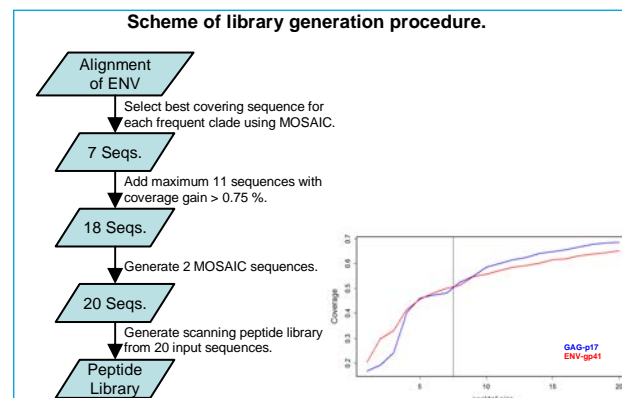 Scheme of library generation procedure.
Alignment
of ENV
Select best covering sequence for
each frequent clade using MOSAIC.
7 Seqs.
Add maximum 11 sequences with
coverage gain > 0.75 %.
18 Seqs.
Generate 2 MOSAIC sequences.
20 Seqs.
Generate scanning peptide library
from 20 input sequences.
Peptide
Library
Coverage
0.7
0.6
0.5
0.4
0.3
0.2
GAG-p17
ENV-gp41
5
10
15
20